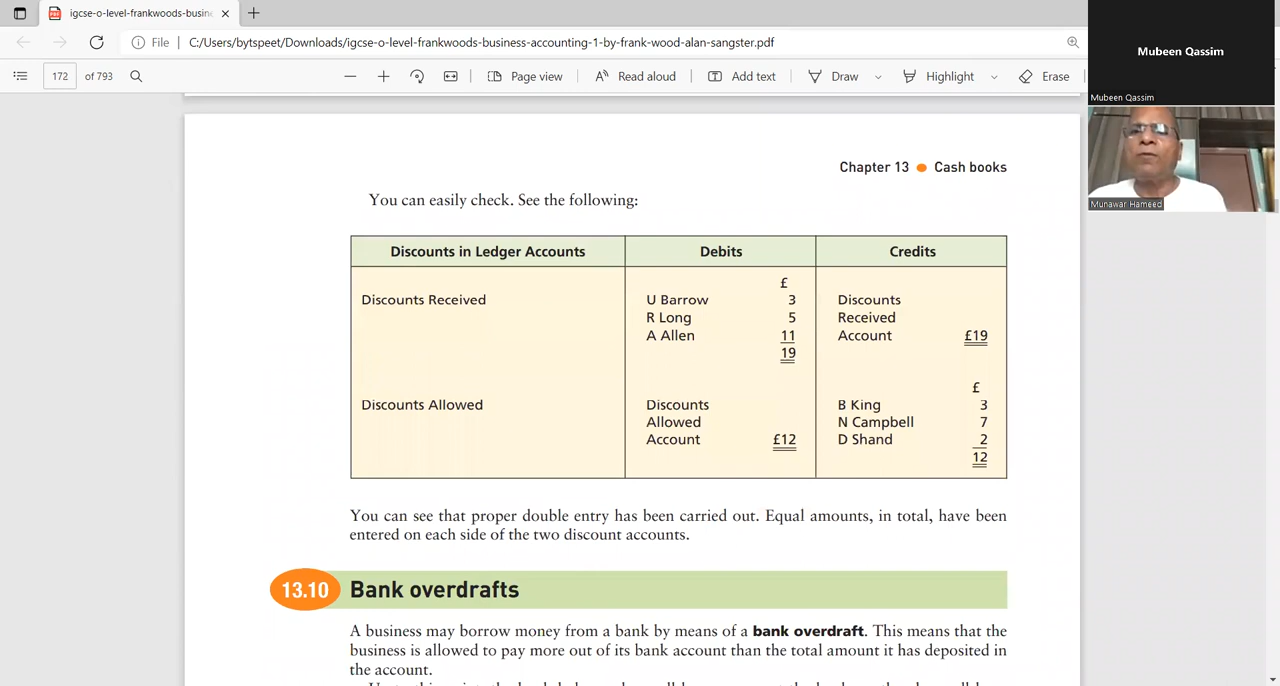 igcse-o-level-frankwoods-busin
File
C:/Users/bytspeet/Downloads/igcse-o-level-frankwoods-business-accounting-1-by-frank-wood-alan-sangster.pdf
172 of 793
Page view
Read aloud
Add text
Draw
Highlight
Erase
Mubeen Qassim
Mubeen Qassim
Munawar Hameed
Chapter 13 ● Cash books
You can easily check. See the following:
Discounts in Ledger Accounts Debits Credits
£
Discounts Received U Barrow 3 Discounts
R Long 5 Received
A Allen 11 Account £19
19
£
Discounts Allowed Discounts B King 3
Allowed N Campbell 7
Account £12 D Shand 2
12
You can see that proper double entry has been carried out. Equal amounts, in total, have been
entered on each side of the two discount accounts.
13.10 Bank overdrafts
A business may borrow money from a bank by means of a bank overdraft. This means that the
business is allowed to pay more out of its bank account than the total amount it has deposited in
the account.